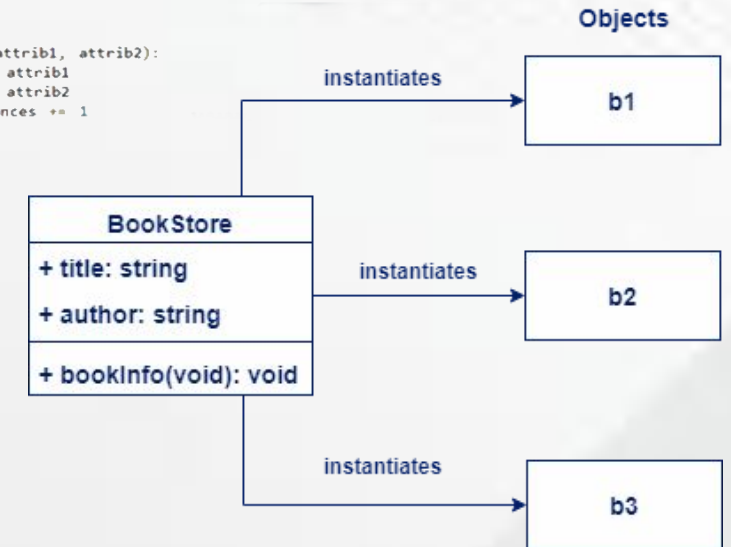 Objects
attrib1, attrib2):
attrib1
attrib2
nces += 1
instantiates
b1
BookStore
+ title: string
+ author: string
+ bookInfo(void): void
instantiates
b2
instantiates
b3